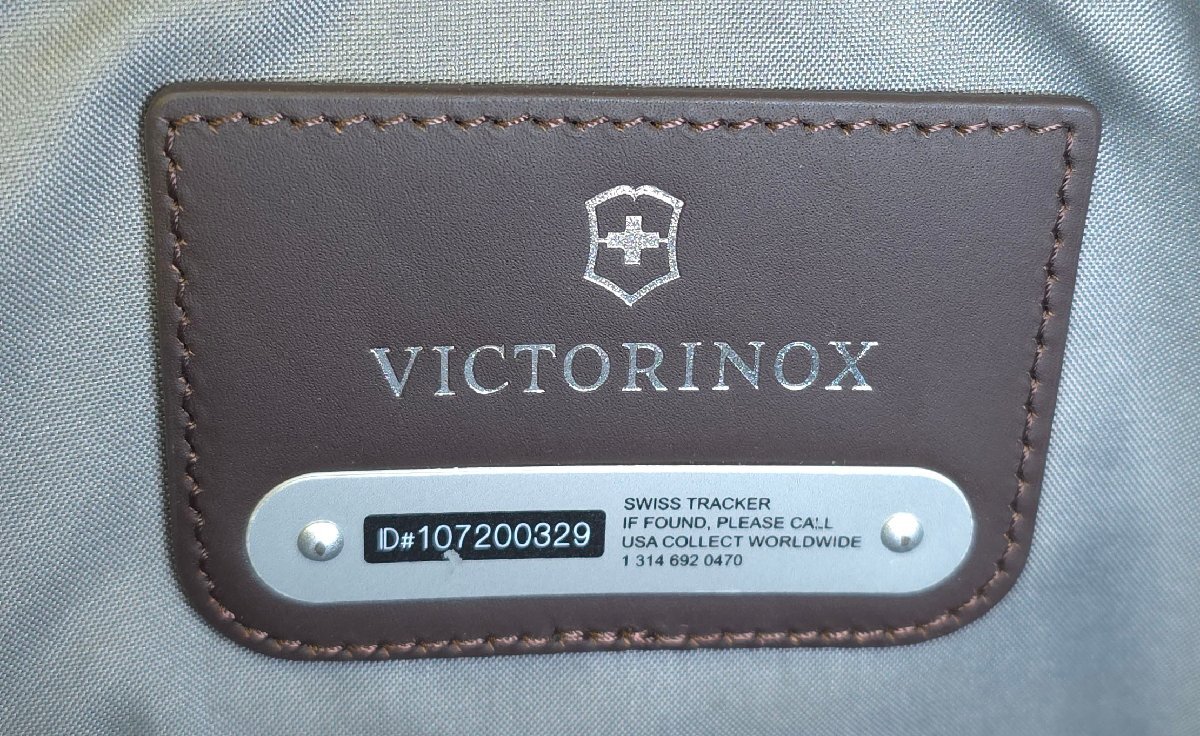 VICTORINOX
ID#107200329
SWISS TRACKER
IF FOUND, PLEASE CALL
USA COLLECT WORLDWIDE
1 314 692 0470